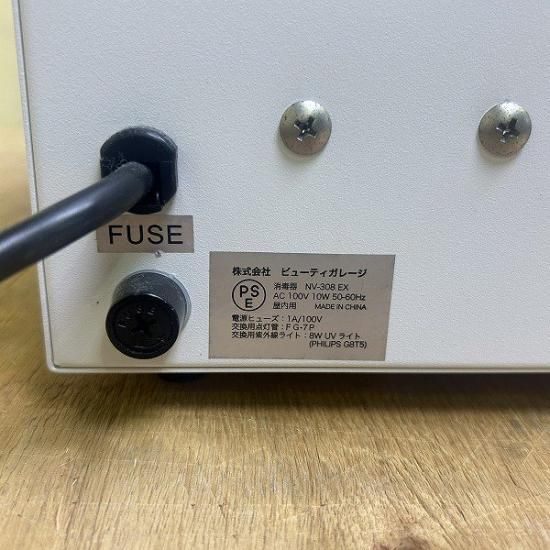 FUSE
株式会社 ビューティガレージ
PSE
消毒器 NV-308 EX
AC 100V 10W 50-60Hz
屋内用 MADE IN CHINA
電源ヒューズ：1A/100V
交換用点灯管：FG-7P
交換用紫外線ライト：8W UV ライト
(PHILIPS G8T5)